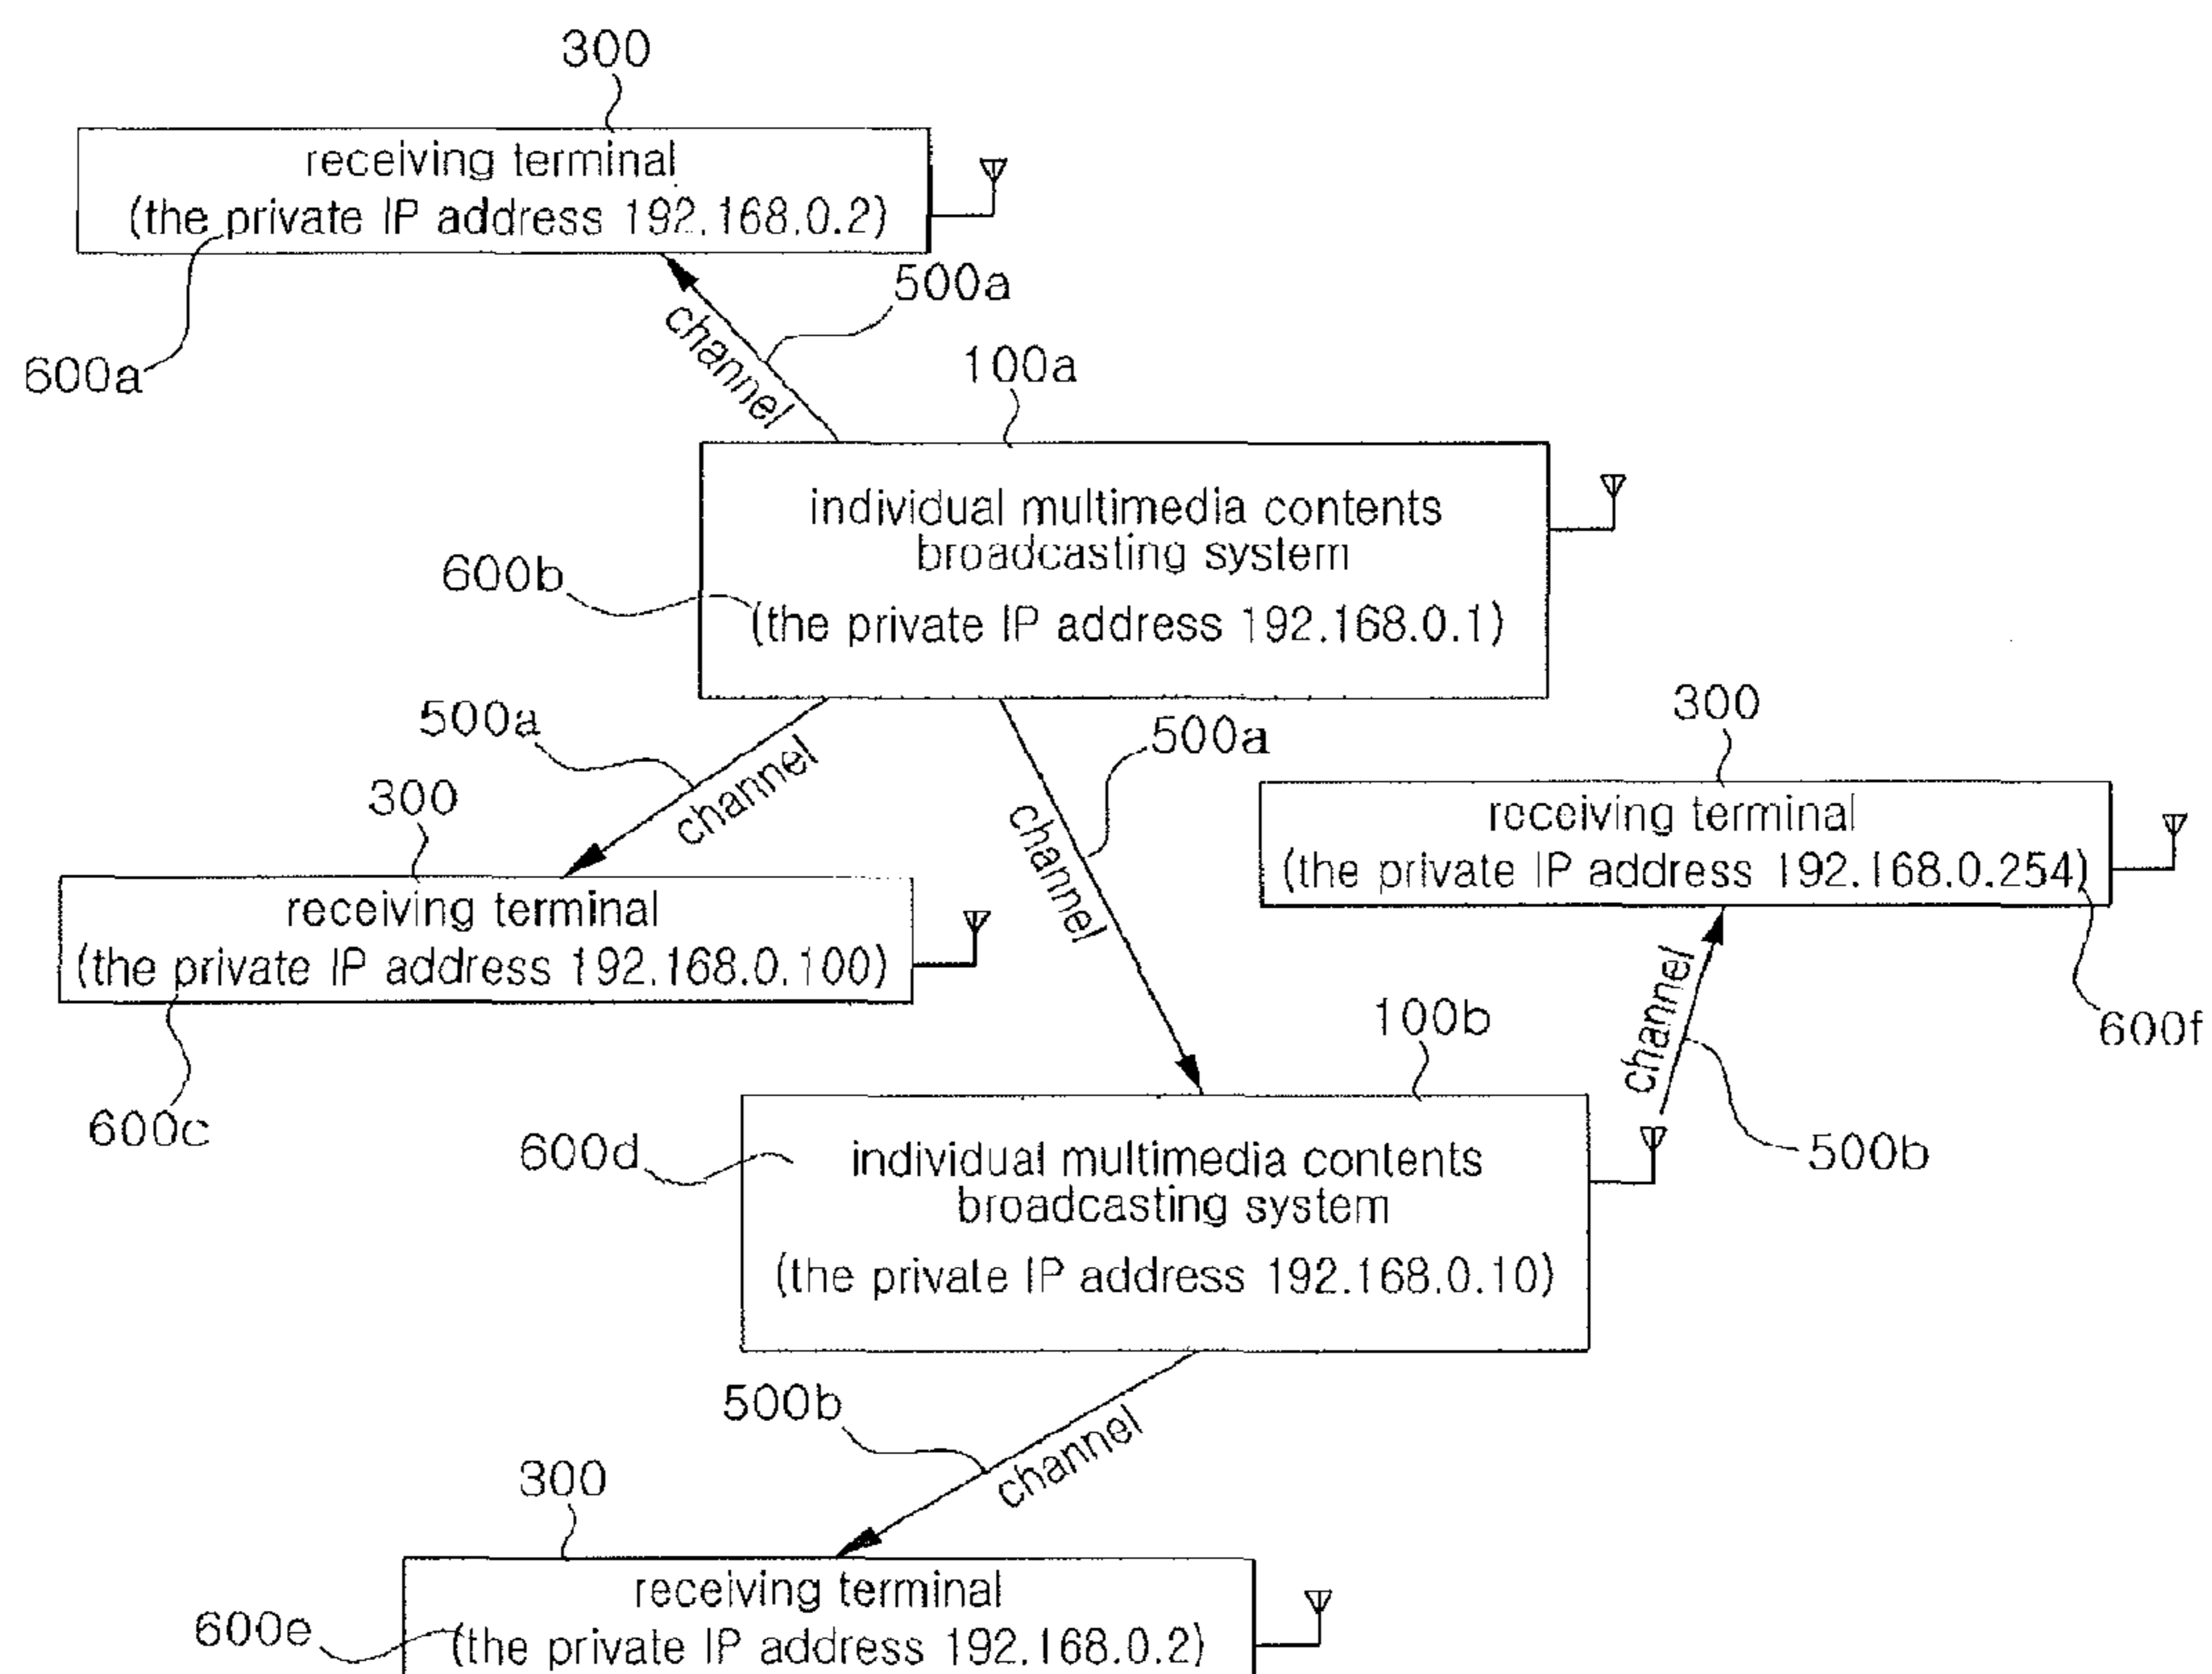 300
receiving terminal
(the private IP address 192.168.0.2)
500a
channel
600a
100a
individual multimedia contents
broadcasting system
600b
(the private IP address 192.168.0.1)
500a
channel
500a
channel
300
receiving terminal
(the private IP address 192.168.0.254)
600f
300
receiving terminal
(the private IP address 192.168.0.100)
600c
100b
channel
500b
600d
individual multimedia contents
broadcasting system
(the private IP address 192.168.0.10)
500b
channel
300
receiving terminal
600e
(the private IP address 192.168.0.2)